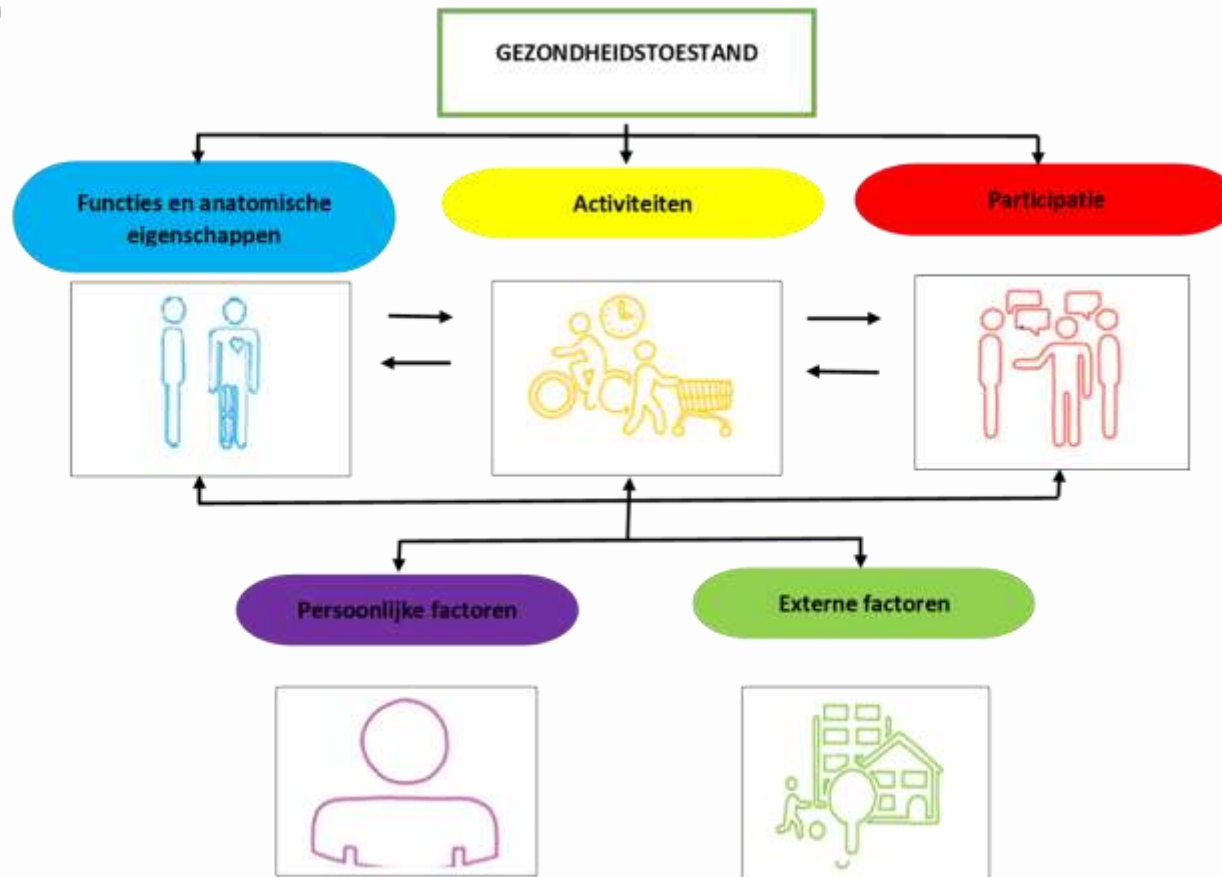 GEZONDHEIDSTOESTAND
Functies en anatomische
eigenschappen
Activiteiten
Participatie
Persoonlijke factoren
Externe factoren